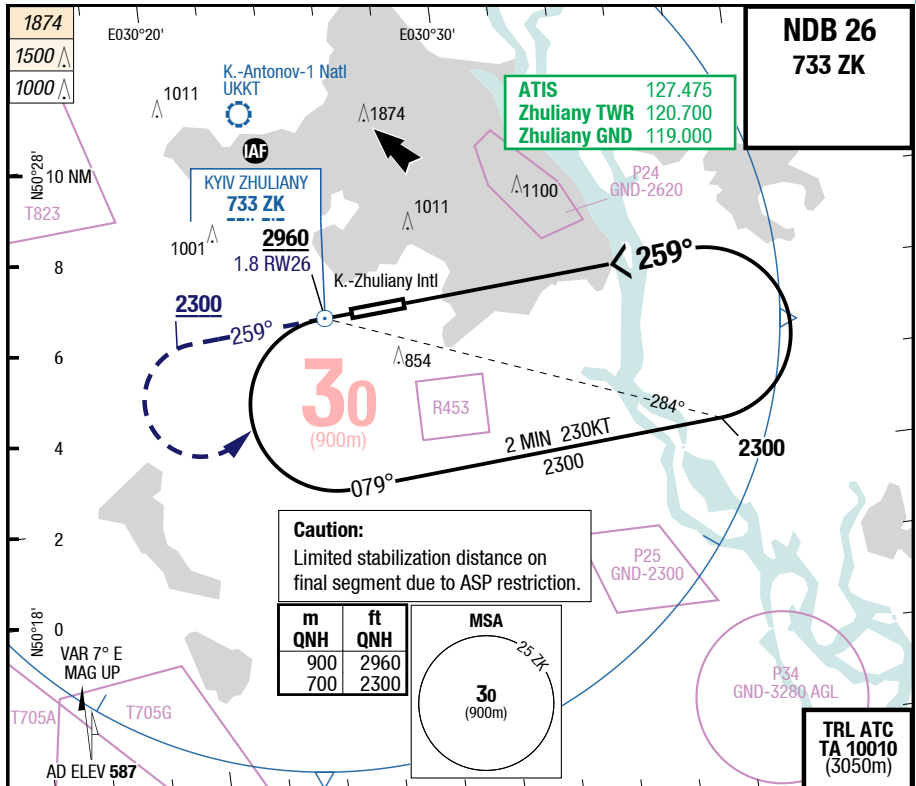 1874
1500
1000
E030°20'
E030°30'
NDB 26
733 ZK
K.-Antonov-1 Natl
UKKT
1011
1874
ATIS 127.475
Zhuliany TWR 120.700
Zhuliany GND 119.000
IAF
N50°28'
10 NM
T823
KYIV ZHULIANY
733 ZK
P24
GND-2620
1100
1011
1001
2960
1.8 RW26
259°
8
K.-Zhuliany Intl
2300
259°
6
854
30
(900m)
R453
284°
2 MIN 230KT
2300
2300
4
079°
Caution:
Limited stabilization distance on
final segment due to ASP restriction.
2
P25
GND-2300
m ft
QNH QNH
900 2960
700 2300
MSA
25 ZK
30
(900m)
N50°18'
0
VAR 7° E
MAG UP
P34
GND-3280 AGL
T705A
T705G
AD ELEV 587
TRL ATC
TA 10010
(3050m)